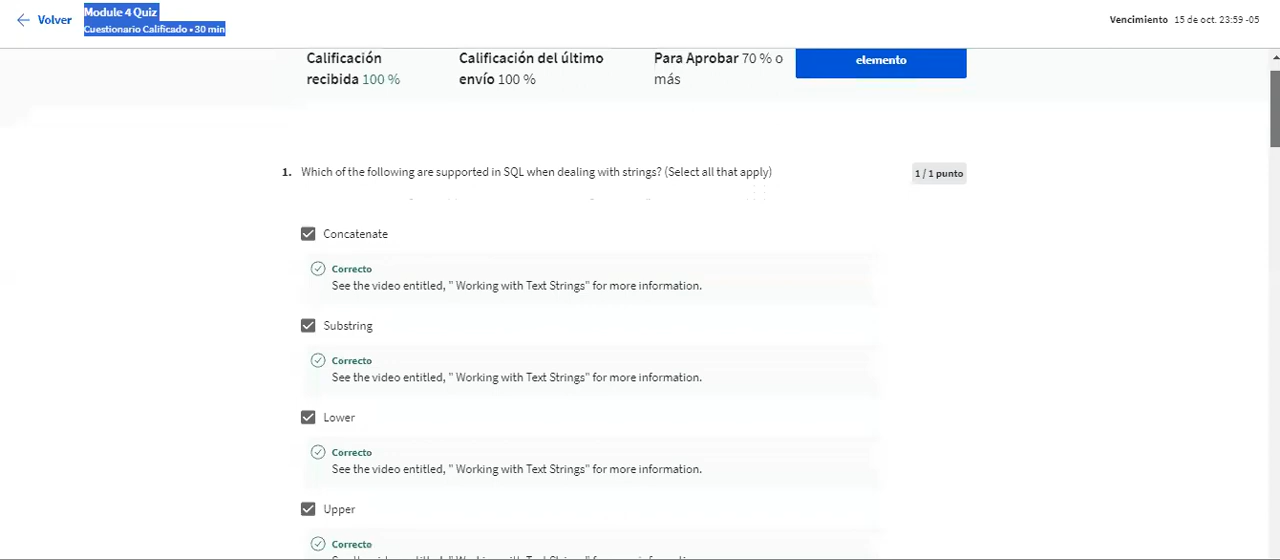 Volver
Module 4 Quiz
Cuestionario Calificado • 30 min
Vencimiento 15 de oct. 23:59 -05
Calificación recibida 100 %
Calificación del último envío 100 %
Para Aprobar 70 % o más
elemento
1. Which of the following are supported in SQL when dealing with strings? (Select all that apply)
1 / 1 punto
Concatenate
Correcto
See the video entitled, " Working with Text Strings" for more information.
Substring
Correcto
See the video entitled, " Working with Text Strings" for more information.
Lower
Correcto
See the video entitled, " Working with Text Strings" for more information.
Upper
Correcto